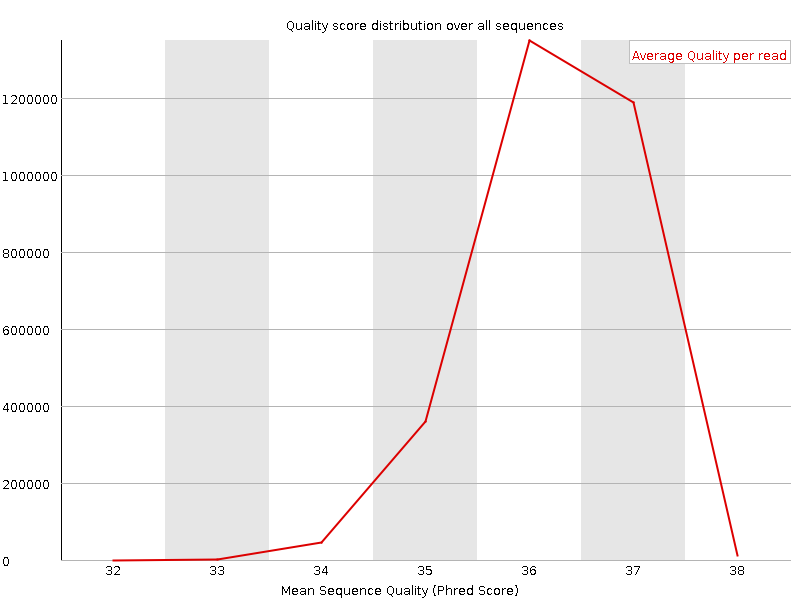 Quality score distribution over all sequences
Average Quality per read
1200000
1000000
800000
600000
400000
200000
0
32 33 34 35 36 37 38
Mean Sequence Quality (Phred Score)